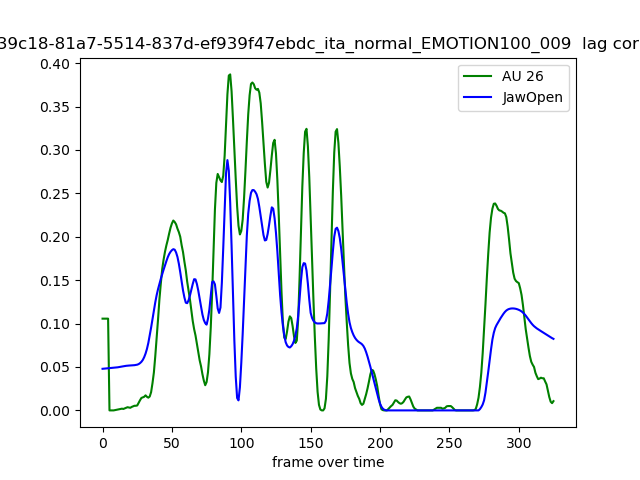 39c18-81a7-5514-837d-ef939f47ebdc_ita_normal_EMOTION100_009 lag cor
AU 26
JawOpen
0.40
0.35
0.30
0.25
0.20
0.15
0.10
0.05
0.00
0 50 100 150 200 250 300
frame over time